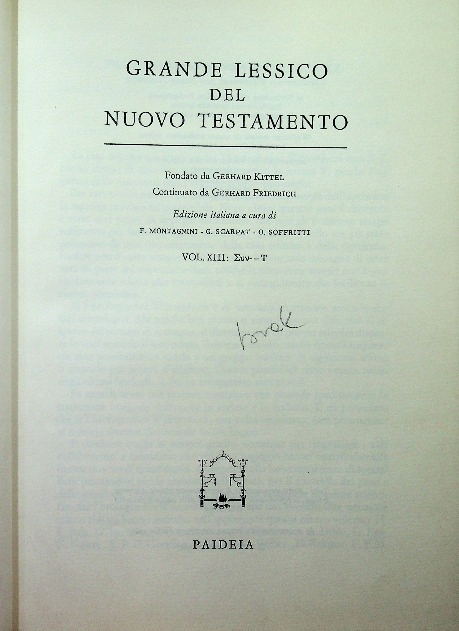 GRANDE LESSICO
DEL
NUOVO TESTAMENTO
Fondato da GERHARD KITTEL
Continuato da GERHARD FRIEDRICH
Edizione italiana a cura di
F. MONTAGNINI - G. SCARPAT - O. SOFFRITTI
VOL. XIII: Συν- – Τ
PAIDEIA